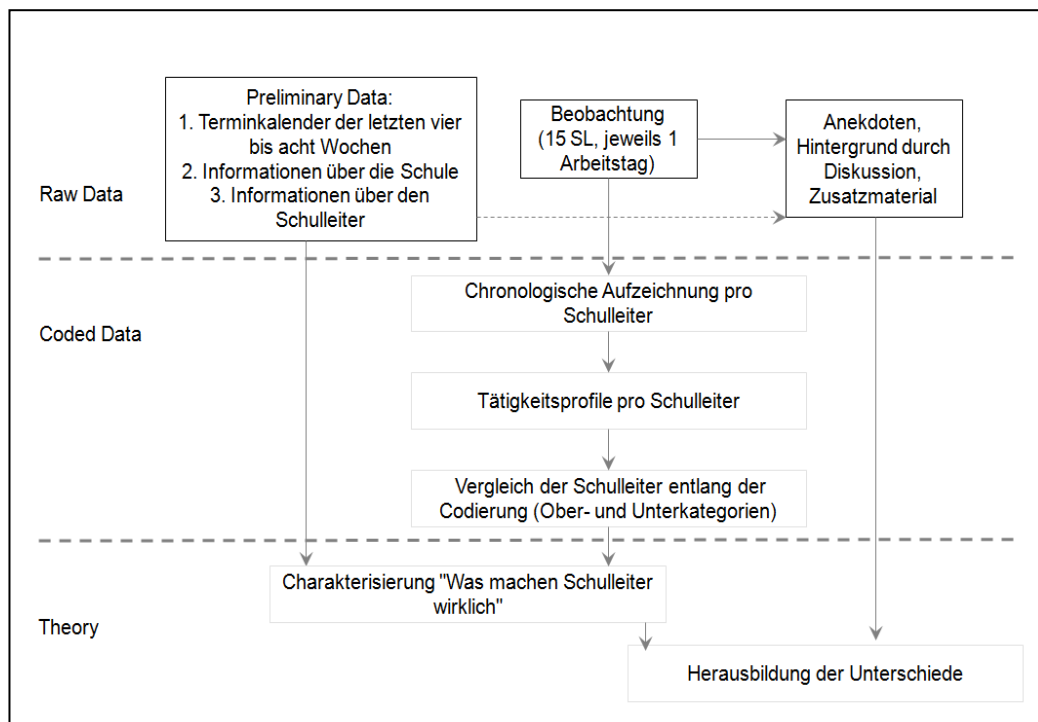 Preliminary Data:
1. Terminkalender der letzten vier
bis acht Wochen
2. Informationen über die Schule
3. Informationen über den
Schulleiter
Beobachtung
(15 SL, jeweils 1
Arbeitstag)
Anekdoten,
Hintergrund durch
Diskussion,
Zusatzmaterial
Raw Data
Chronologische Aufzeichnung pro
Schulleiter
Coded Data
Tätigkeitsprofile pro Schulleiter
Vergleich der Schulleiter entlang der
Codierung (Ober- und Unterkategorien)
Charakterisierung "Was machen Schulleiter
wirklich"
Theory
Herausbildung der Unterschiede